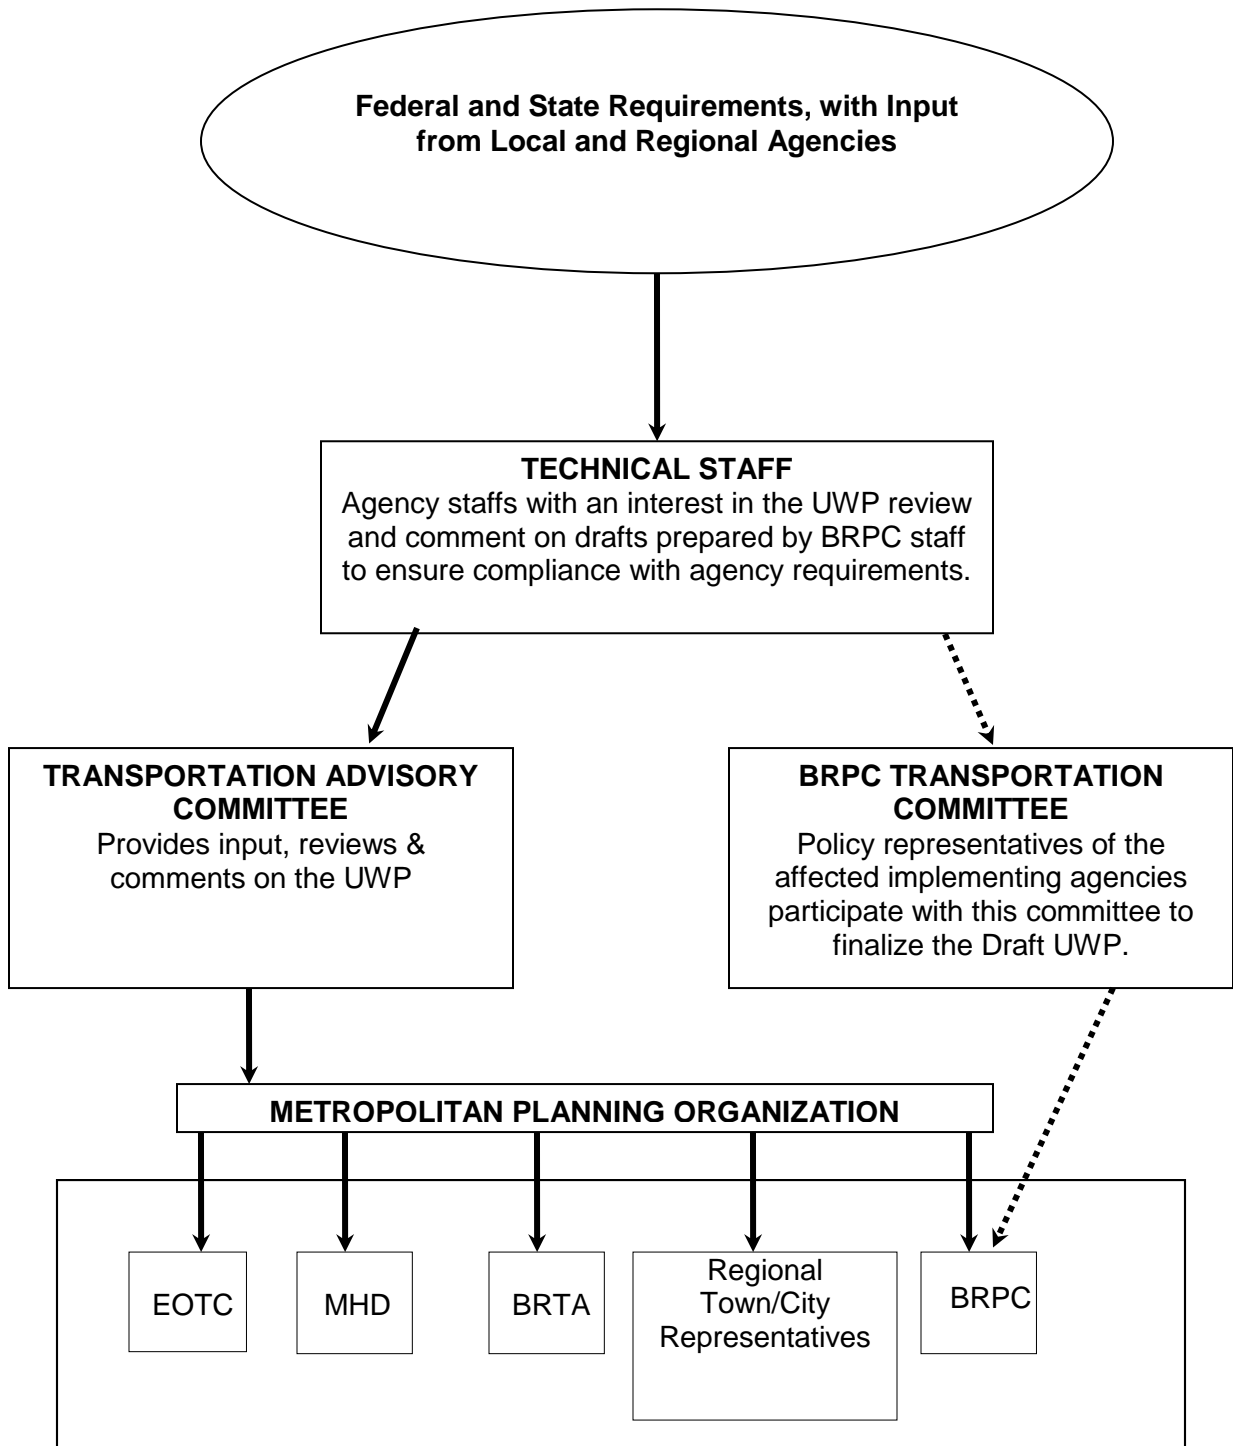 Federal and State Requirements, with Input
from Local and Regional Agencies
TECHNICAL STAFF
Agency staffs with an interest in the UWP review
and comment on drafts prepared by BRPC staff
to ensure compliance with agency requirements.
TRANSPORTATION ADVISORY
COMMITTEE
Provides input, reviews &
comments on the UWP
BRPC TRANSPORTATION
COMMITTEE
Policy representatives of the
affected implementing agencies
participate with this committee to
finalize the Draft UWP.
METROPOLITAN PLANNING ORGANIZATION
EOTC
MHD
BRTA
Regional
Town/City
Representatives
BRPC